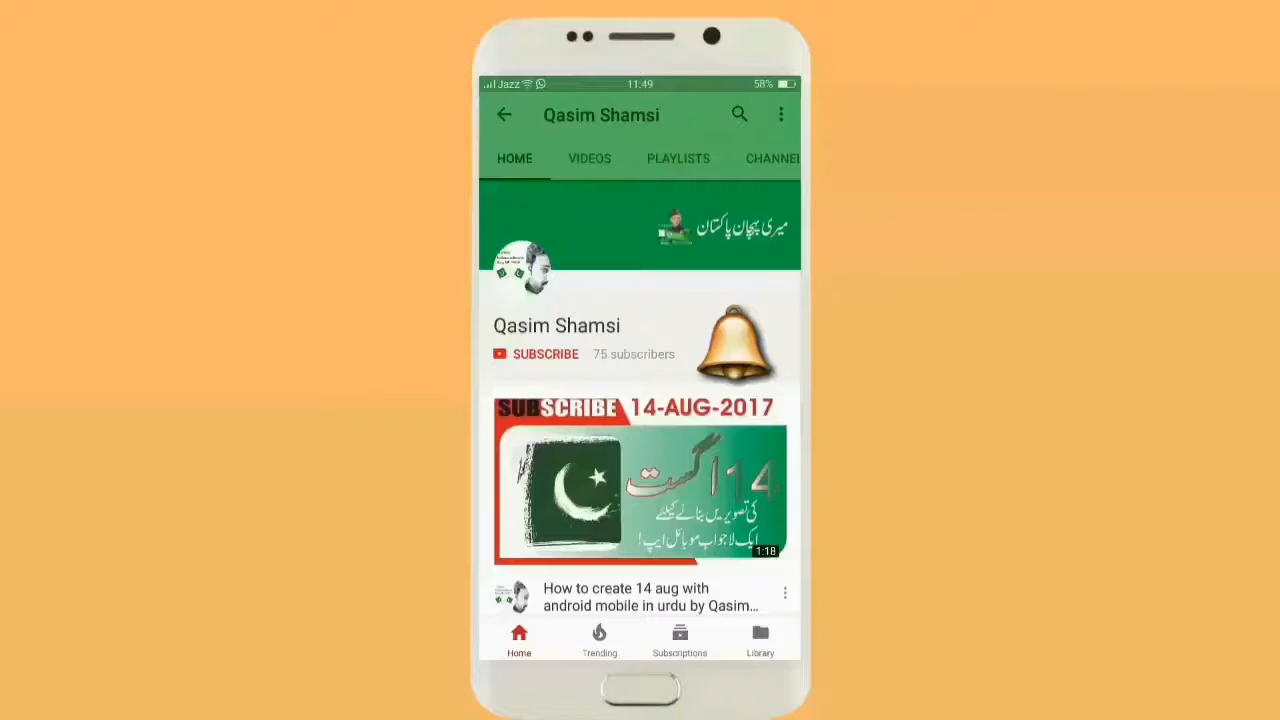 Jazz 11:49 58%
Qasim Shamsi
HOME VIDEOS PLAYLISTS CHANNEL
میری پہچان پاکستان
Qasim Shamsi
SUBSCRIBE 75 subscribers
SUBSCRIBE 14-AUG-2017
14 اگست
کی تصویریں بنانے کیلئے
ایک لاجواب موبائل ایپ!
1:18
How to create 14 aug with
android mobile in urdu by Qasim...
Home Trending Subscriptions Library